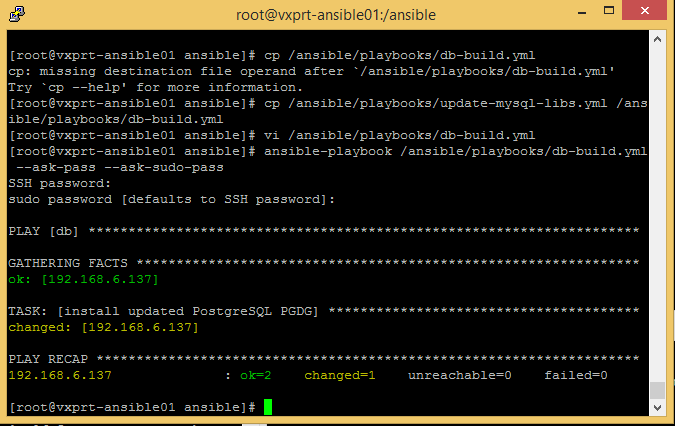 root@vxprt-ansible01:/ansible
[root@vxprt-ansible01 ansible]# cp /ansible/playbooks/db-build.yml
cp: missing destination file operand after `/ansible/playbooks/db-build.yml'
Try `cp --help' for more information.
[root@vxprt-ansible01 ansible]# cp /ansible/playbooks/update-mysql-libs.yml /ans
ible/playbooks/db-build.yml
[root@vxprt-ansible01 ansible]# vi /ansible/playbooks/db-build.yml
[root@vxprt-ansible01 ansible]# ansible-playbook /ansible/playbooks/db-build.yml
 --ask-pass --ask-sudo-pass
SSH password:
sudo password [defaults to SSH password]:
PLAY [db] ********************************************************************
GATHERING FACTS **************************************************************
ok: [192.168.6.137]
TASK: [install updated PostgreSQL PGDG] **************************************
changed: [192.168.6.137]
PLAY RECAP *******************************************************************
192.168.6.137              : ok=2    changed=1    unreachable=0    failed=0
[root@vxprt-ansible01 ansible]#